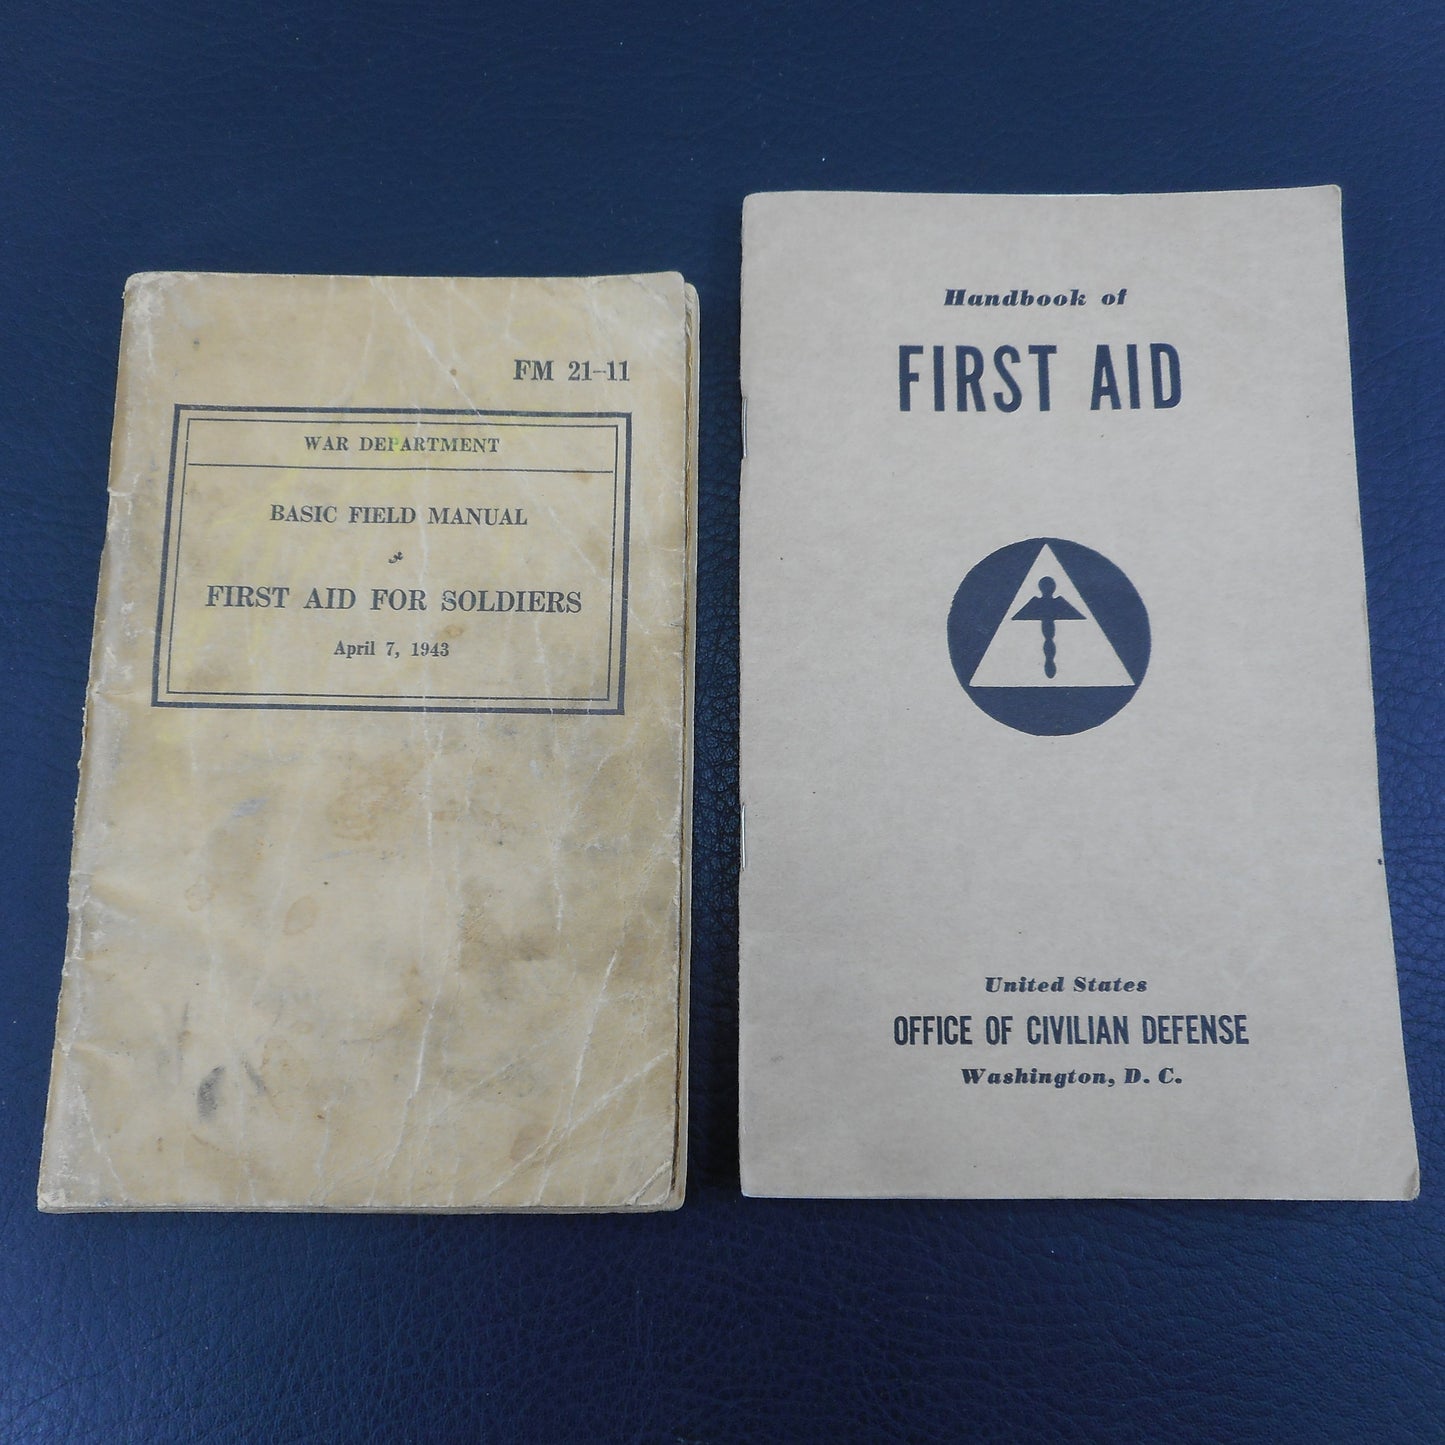 FM 21-11
WAR DEPARTMENT
BASIC FIELD MANUAL
FIRST AID FOR SOLDIERS
April 7, 1943
Handbook of
FIRST AID
United States
OFFICE OF CIVILIAN DEFENSE
Washington, D. C.